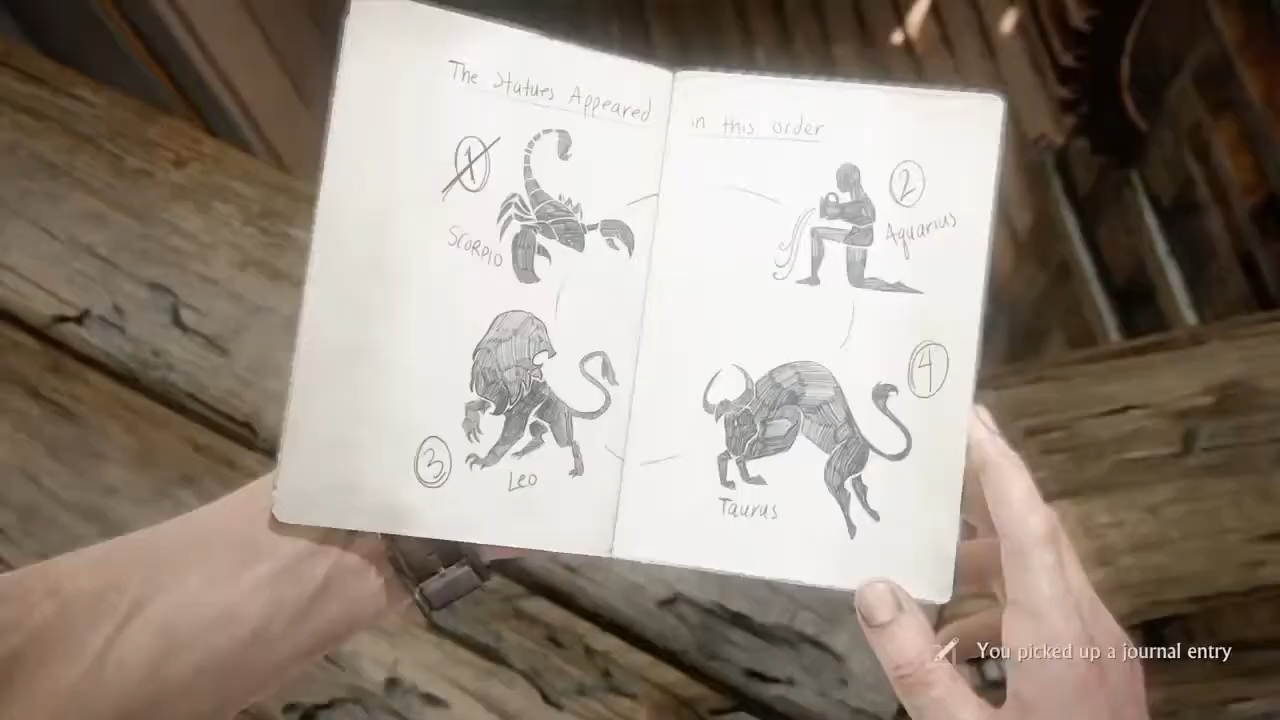 The Statues Appeared
in this order
1
SCORPIO
2
Aquarius
3
Leo
4
Taurus
You picked up a journal entry